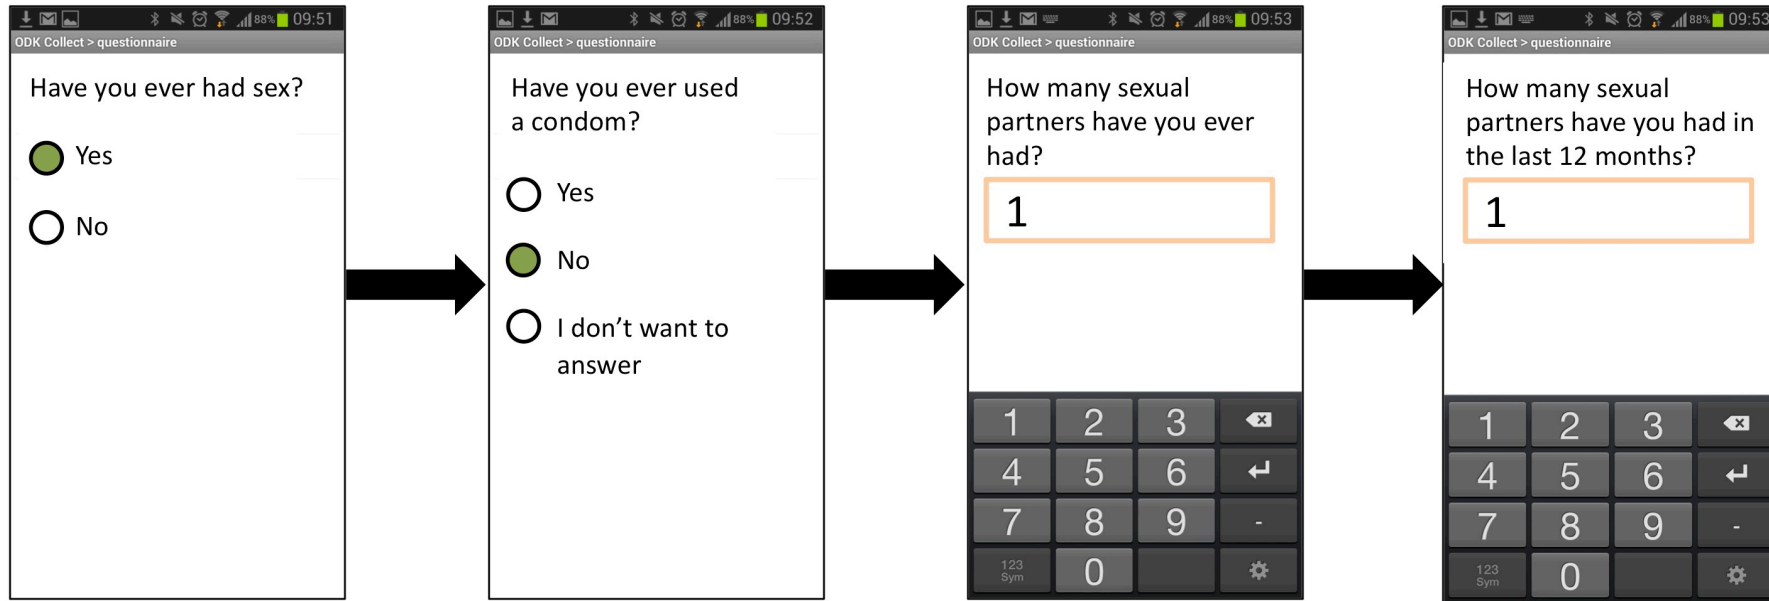 88% 09:51
ODK Collect > questionnaire
Have you ever had sex?
Yes
No
88% 09:52
ODK Collect > questionnaire
Have you ever used
a condom?
Yes
No
I don’t want to
answer
88% 09:53
ODK Collect > questionnaire
How many sexual
partners have you ever
had?
1
1 2 3
4 5 6
7 8 9 -
123
Sym
0
88% 09:53
ODK Collect > questionnaire
How many sexual
partners have you had in
the last 12 months?
1
1 2 3
4 5 6
7 8 9 -
123
Sym
0